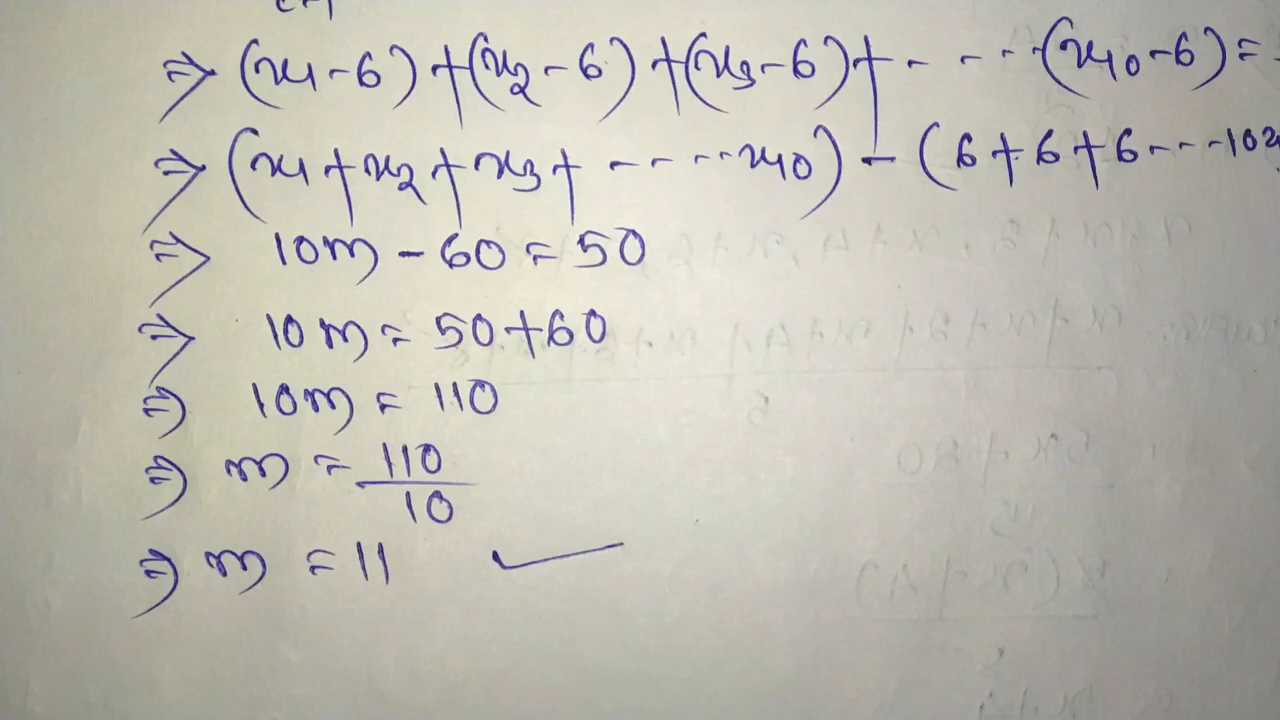 ⇒ (x1-6)+(x2-6)+(x3-6)+- - - -(x10-6)=
⇒ (x1+x2+x3+- - - - -x10)-(6+6+6- - - -10
⇒ 10m-60=50
⇒ 10m=50+60
⇒ 10m=110
⇒ m=110/10
⇒ m=11